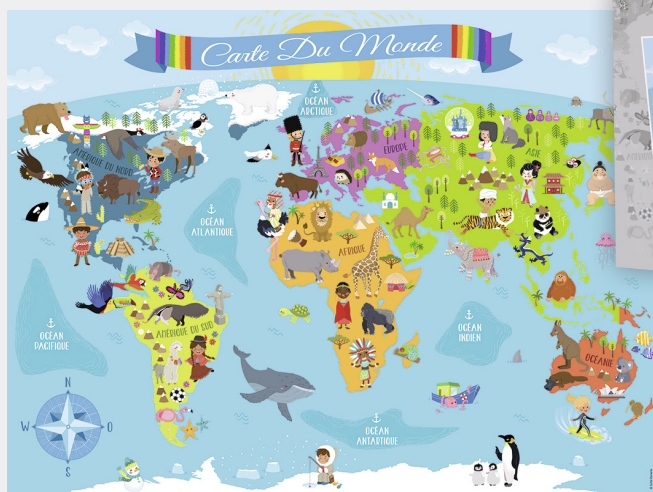 Carte Du Monde
OCÉAN
ARCTIQUE
AMÉRIQUE DU NORD
EUROPE
ASIE
OCÉAN
ATLANTIQUE
AFRIQUE
OCÉAN
PACIFIQUE
AMÉRIQUE DU SUD
OCÉAN
INDIEN
OCÉANIE
N
W
O
S
OCÉAN
ANTARTIQUE